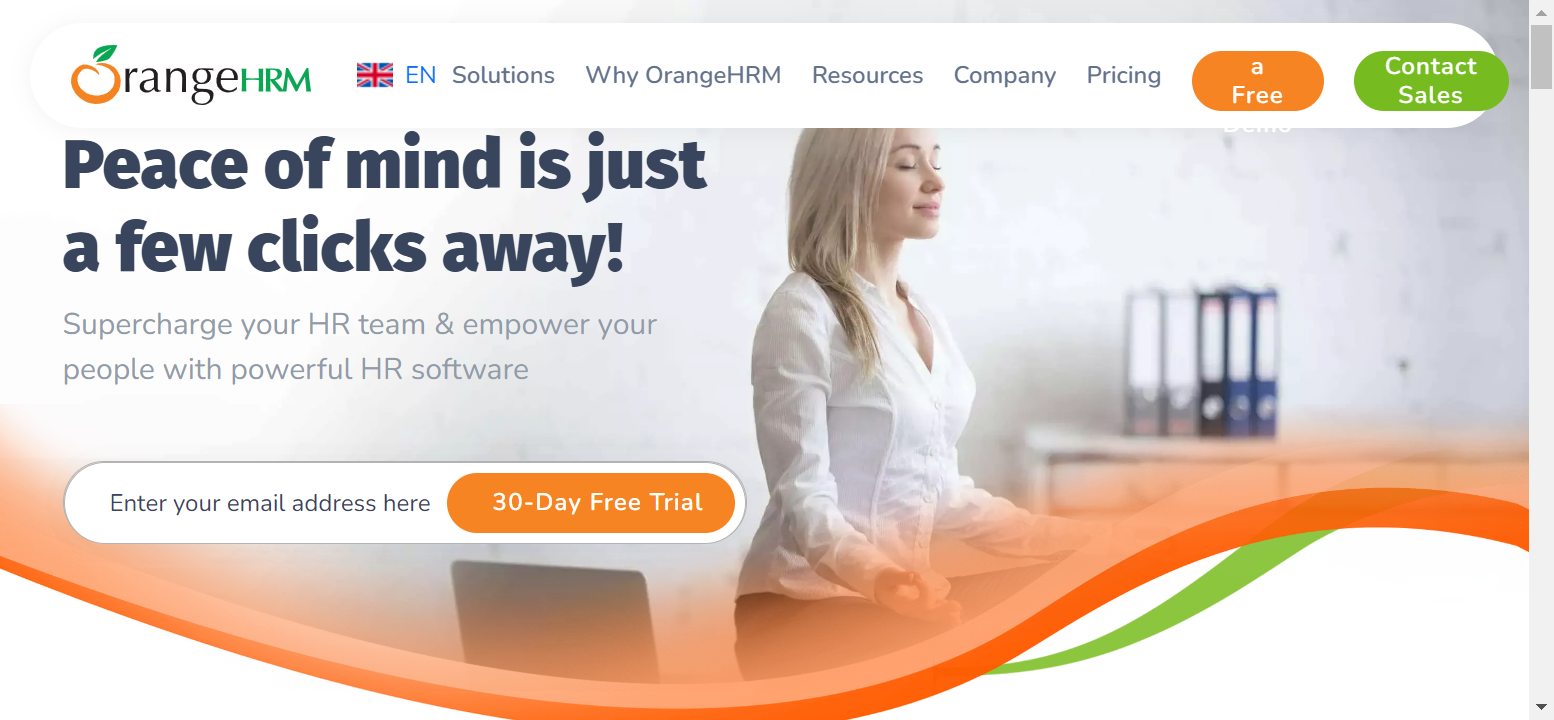 OrangeHRM
EN
Solutions
Why OrangeHRM
Resources
Company
Pricing
a
Free
Demo
Contact
Sales
Peace of mind is just
a few clicks away!
Supercharge your HR team & empower your
people with powerful HR software
Enter your email address here
30-Day Free Trial